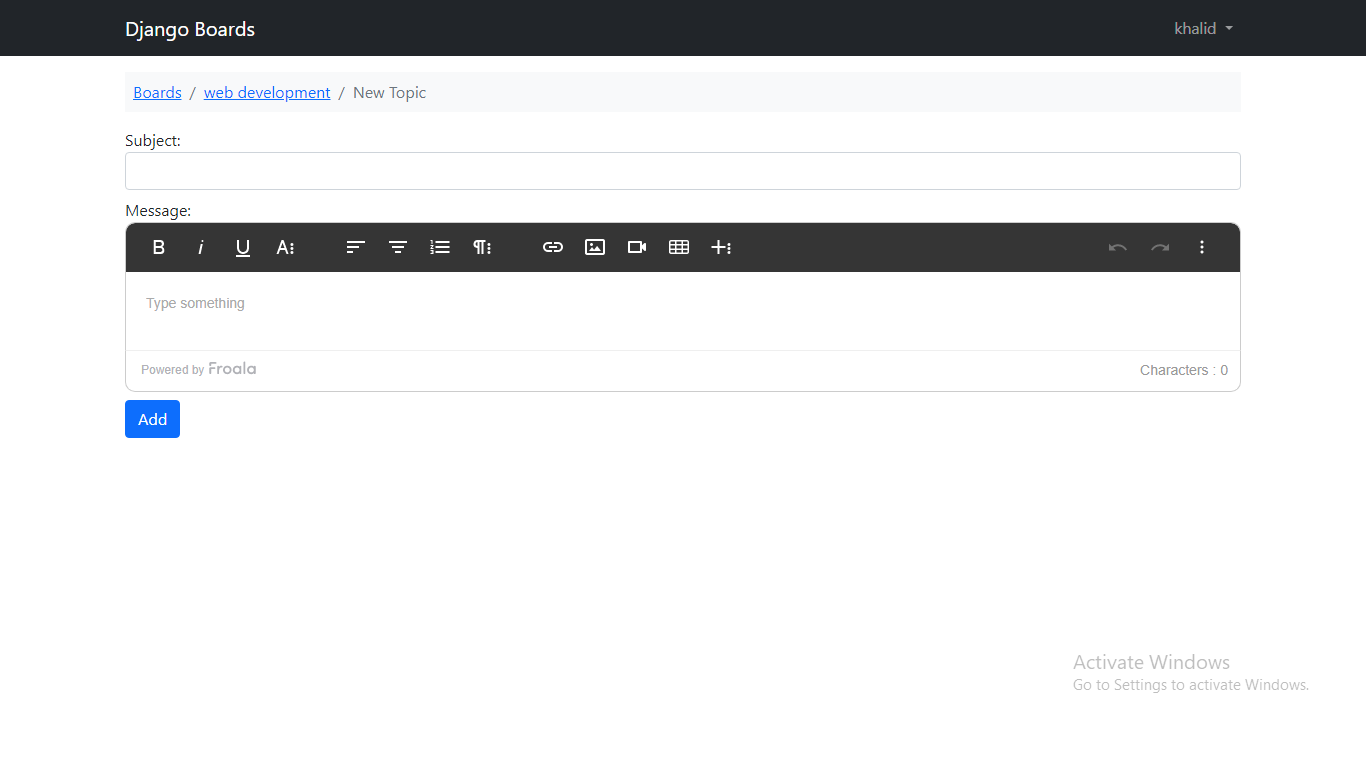 Django Boards
khalid
Boards / web development / New Topic
Subject:
Message:
B i U A
Type something
Powered by Froala
Characters : 0
Add
Activate Windows
Go to Settings to activate Windows.